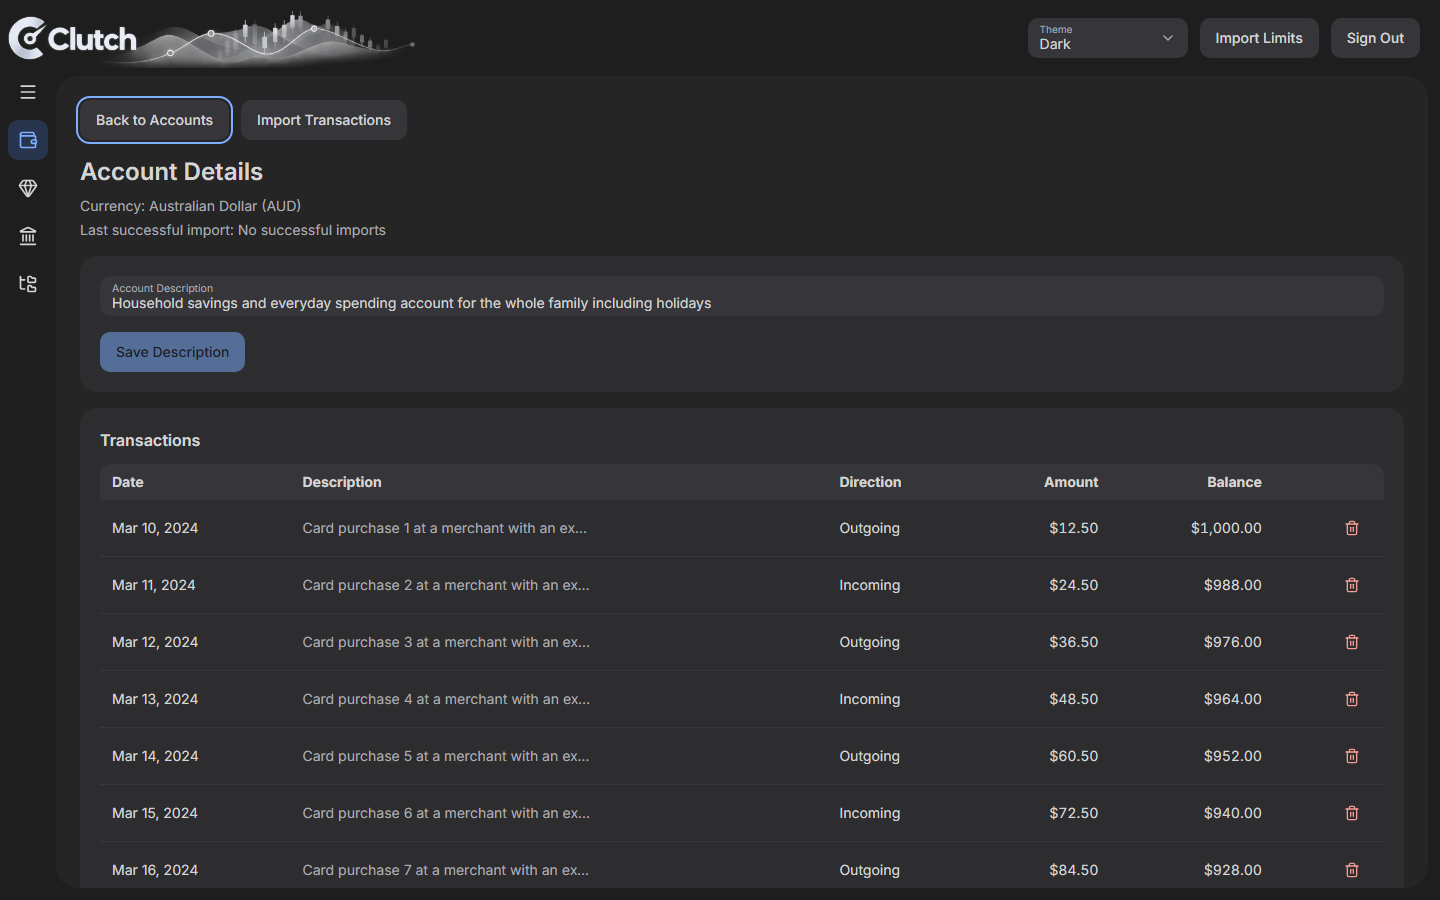 Clutch
Theme
Dark
Import Limits
Sign Out
Back to Accounts
Import Transactions
Account Details
Currency: Australian Dollar (AUD)
Last successful import: No successful imports
Account Description
Household savings and everyday spending account for the whole family including holidays
Save Description
Transactions
Date Description Direction Amount Balance
Mar 10, 2024 Card purchase 1 at a merchant with an ex... Outgoing $12.50 $1,000.00
Mar 11, 2024 Card purchase 2 at a merchant with an ex... Incoming $24.50 $988.00
Mar 12, 2024 Card purchase 3 at a merchant with an ex... Outgoing $36.50 $976.00
Mar 13, 2024 Card purchase 4 at a merchant with an ex... Incoming $48.50 $964.00
Mar 14, 2024 Card purchase 5 at a merchant with an ex... Outgoing $60.50 $952.00
Mar 15, 2024 Card purchase 6 at a merchant with an ex... Incoming $72.50 $940.00
Mar 16, 2024 Card purchase 7 at a merchant with an ex... Outgoing $84.50 $928.00